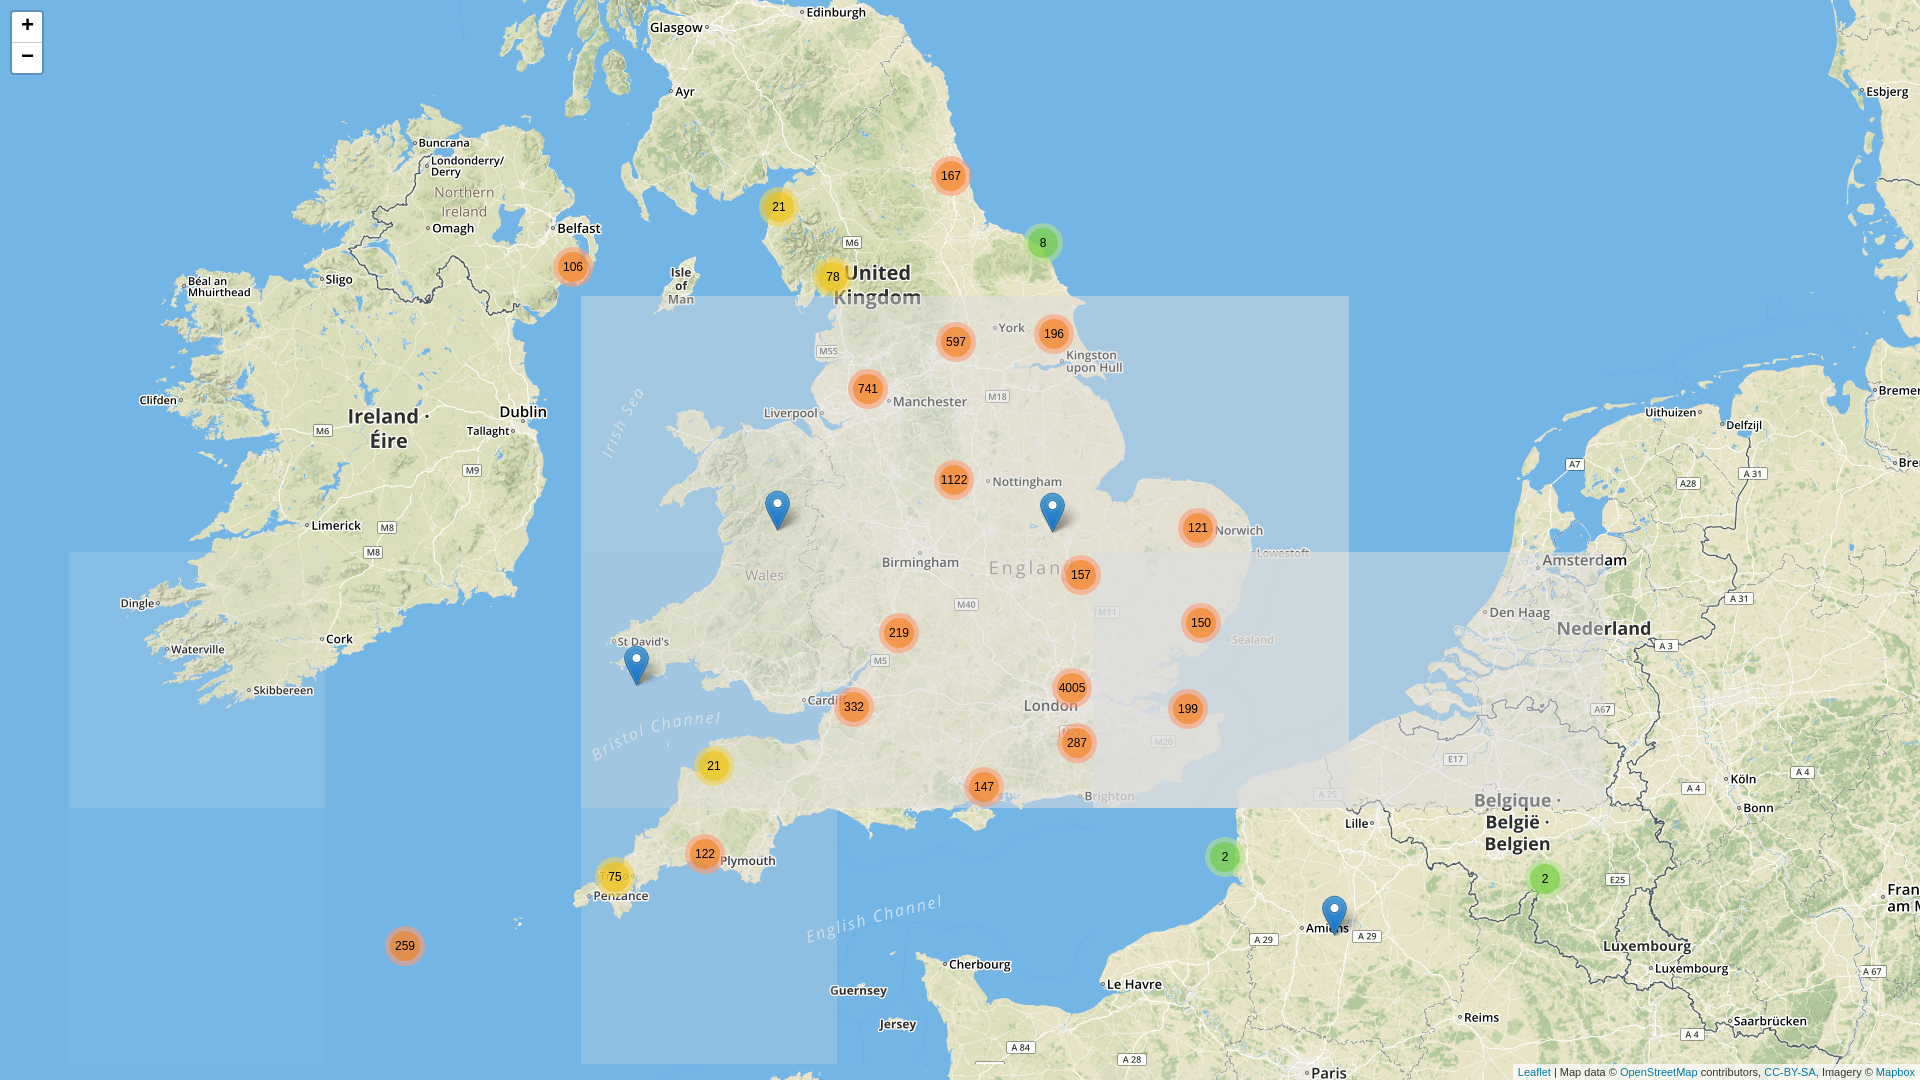 +
−
Edinburgh
Glasgow
Ayr
Esbjerg
Buncrana
Londonderry/
Derry
Northern
Ireland
Omagh
Belfast
167
21
8
M6
106
78
United
Kingdom
Isle
of
Man
Sligo
Béal an
Mhuirthead
York
196
597
M55
Kingston
upon Hull
741
Manchester
M18
Liverpool
Irish Sea
Clifden
Ireland ·
Éire
Dublin
Tallaght
M6
M9
Uithuizen
Delfzijl
Bremer
A7
A 31
A28
Bre
1122
Nottingham
Limerick
M8
M8
121
Norwich
Lowestoft
Birmingham
England
157
Wales
Amsterdam
Den Haag
A 31
Nederland
A 3
M40
M11
150
Sealand
219
M5
Dingle
Cork
Waterville
Skibbereen
St David's
Bristol Channel
332
4005
London
199
287
M20
A67
E17
21
147
Brighton
A 25
Köln
A 4
A 4
Bonn
Belgique ·
België ·
Belgien
Lille
122
Plymouth
75
Penzance
2
2
E25
Fran
am M
English Channel
259
Amiens
A 29
A 29
Luxembourg
Luxembourg
A 67
Cherbourg
Le Havre
Guernsey
Jersey
Reims
Saarbrücken
A 4
A 84
A 28
Paris
Leaflet | Map data © OpenStreetMap contributors, CC-BY-SA, Imagery © Mapbox